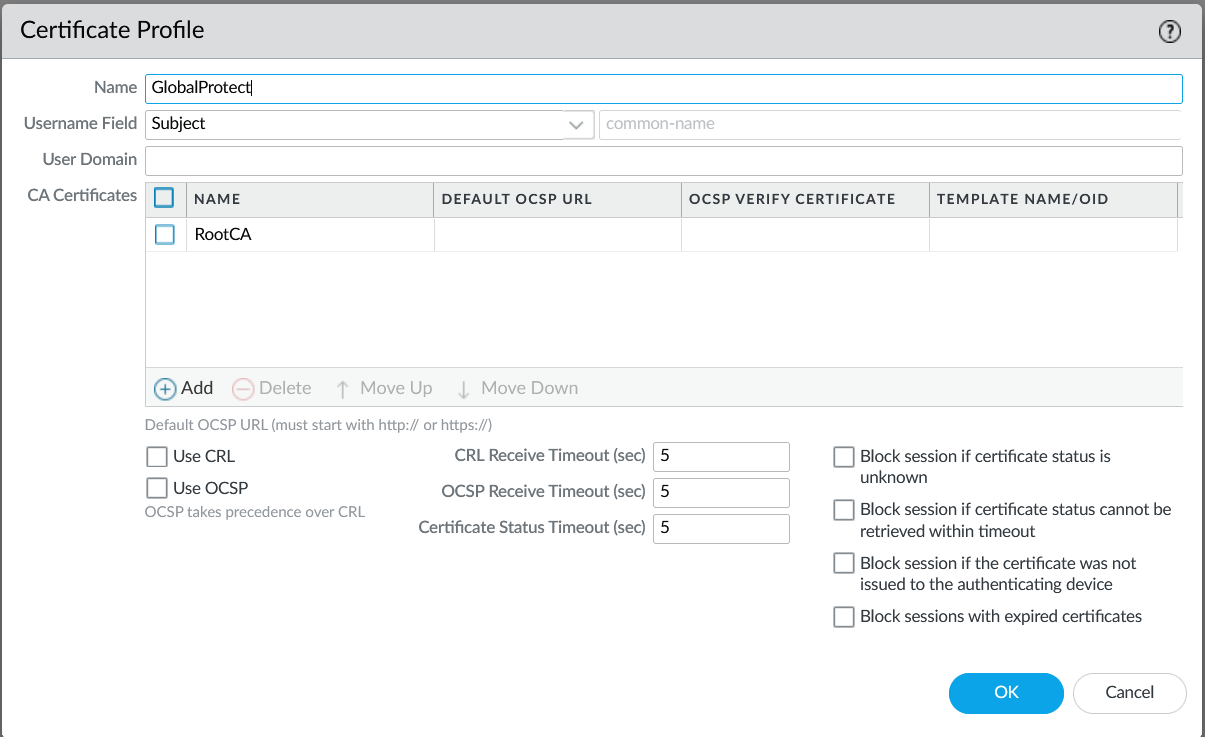 Certificate Profile
Name GlobalProtect
Username Field Subject common-name
User Domain
CA Certificates NAME DEFAULT OCSP URL OCSP VERIFY CERTIFICATE TEMPLATE NAME/OID
RootCA
Add Delete Move Up Move Down
Default OCSP URL (must start with http:// or https://)
Use CRL
Use OCSP
OCSP takes precedence over CRL
CRL Receive Timeout (sec) 5
OCSP Receive Timeout (sec) 5
Certificate Status Timeout (sec) 5
Block session if certificate status is
unknown
Block session if certificate status cannot be
retrieved within timeout
Block session if the certificate was not
issued to the authenticating device
Block sessions with expired certificates
OK Cancel